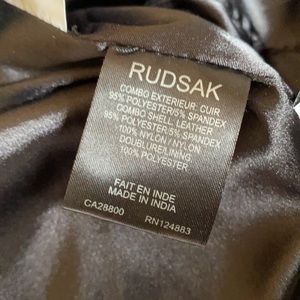 RUDSAK
COMBO EXTERIEUR: CUIR
95% POLYESTER/5% SPANDEX
COMBO SHELL: LEATHER
95% POLYESTER/5% SPANDEX
100% NYLON / NYLON
DOUBLURE/LINING
100% POLYESTER
FAIT EN INDE
MADE IN INDIA
CA28800 RN124883